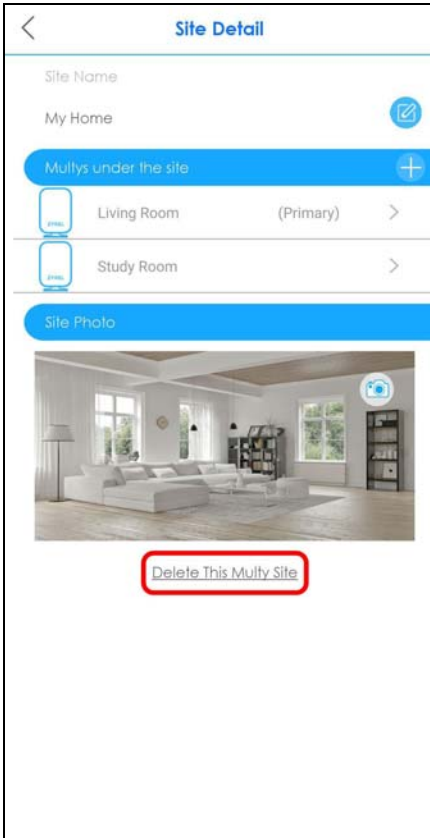 Site Detail
Site Name
My Home
Multys under the site
Living Room (Primary)
Study Room
Site Photo
Delete This Multy Site